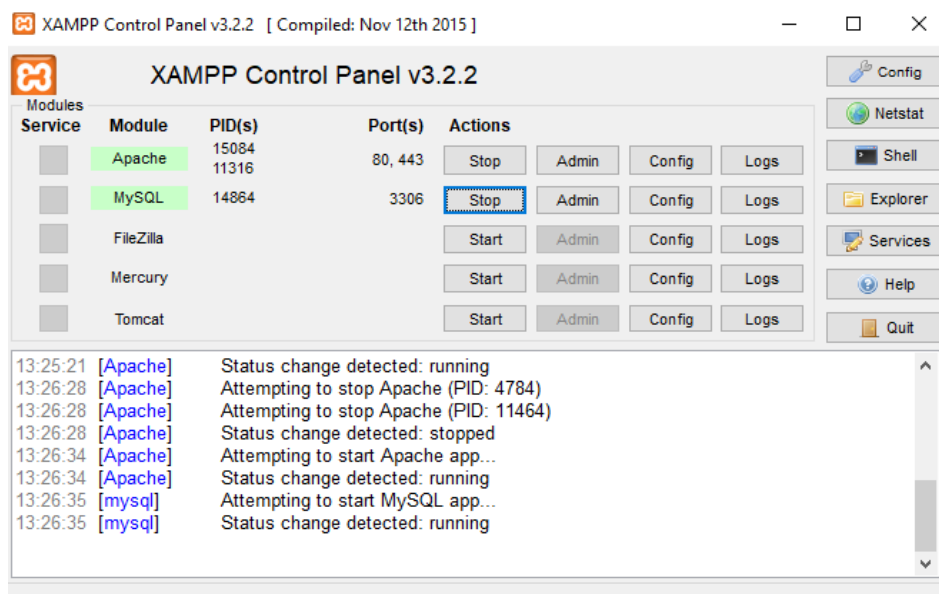 XAMPP Control Panel v3.2.2 [ Compiled: Nov 12th 2015 ]
XAMPP Control Panel v3.2.2
Config
Modules
Service Module PID(s) Port(s) Actions
Netstat
Apache 15084 11316 80, 443 Stop Admin Config Logs
Shell
MySQL 14864 3306 Stop Admin Config Logs
Explorer
FileZilla Start Admin Config Logs
Services
Mercury Start Admin Config Logs
Help
Tomcat Start Admin Config Logs
Quit
13:25:21 [Apache] Status change detected: running
13:26:28 [Apache] Attempting to stop Apache (PID: 4784)
13:26:28 [Apache] Attempting to stop Apache (PID: 11464)
13:26:28 [Apache] Status change detected: stopped
13:26:34 [Apache] Attempting to start Apache app...
13:26:34 [Apache] Status change detected: running
13:26:35 [mysql] Attempting to start MySQL app...
13:26:35 [mysql] Status change detected: running